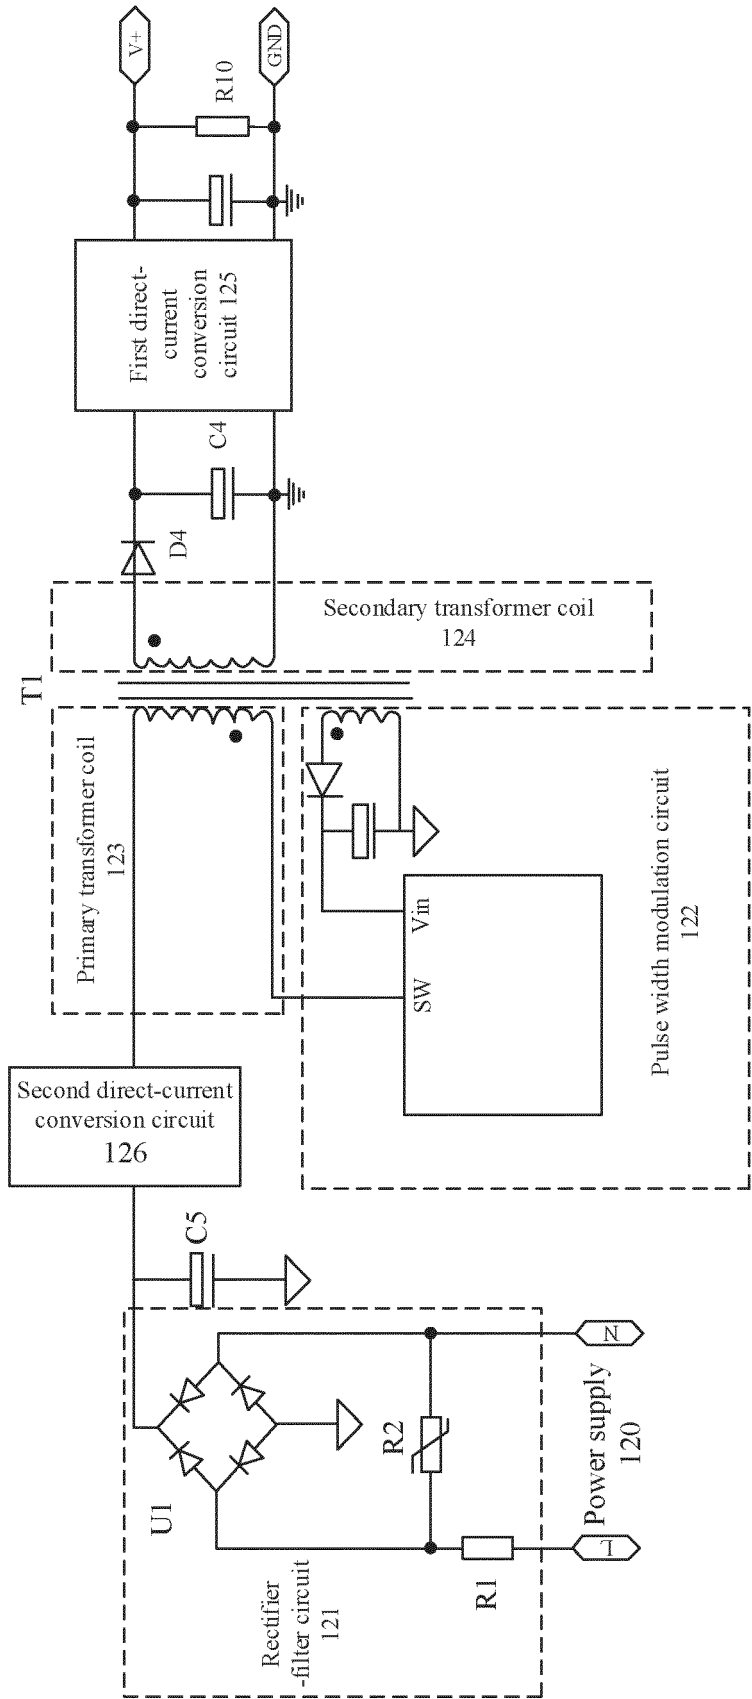 V+
GND
R10
First direct-
current
conversion
circuit 125
C4
D4
Secondary transformer coil
124
T1
Primary transformer coil
123
Vin
SW
Pulse width modulation circuit
122
Second direct-current
conversion circuit
126
C5
U1
R2
R1
Rectifier
-filter circuit
121
N
L
Power supply
120